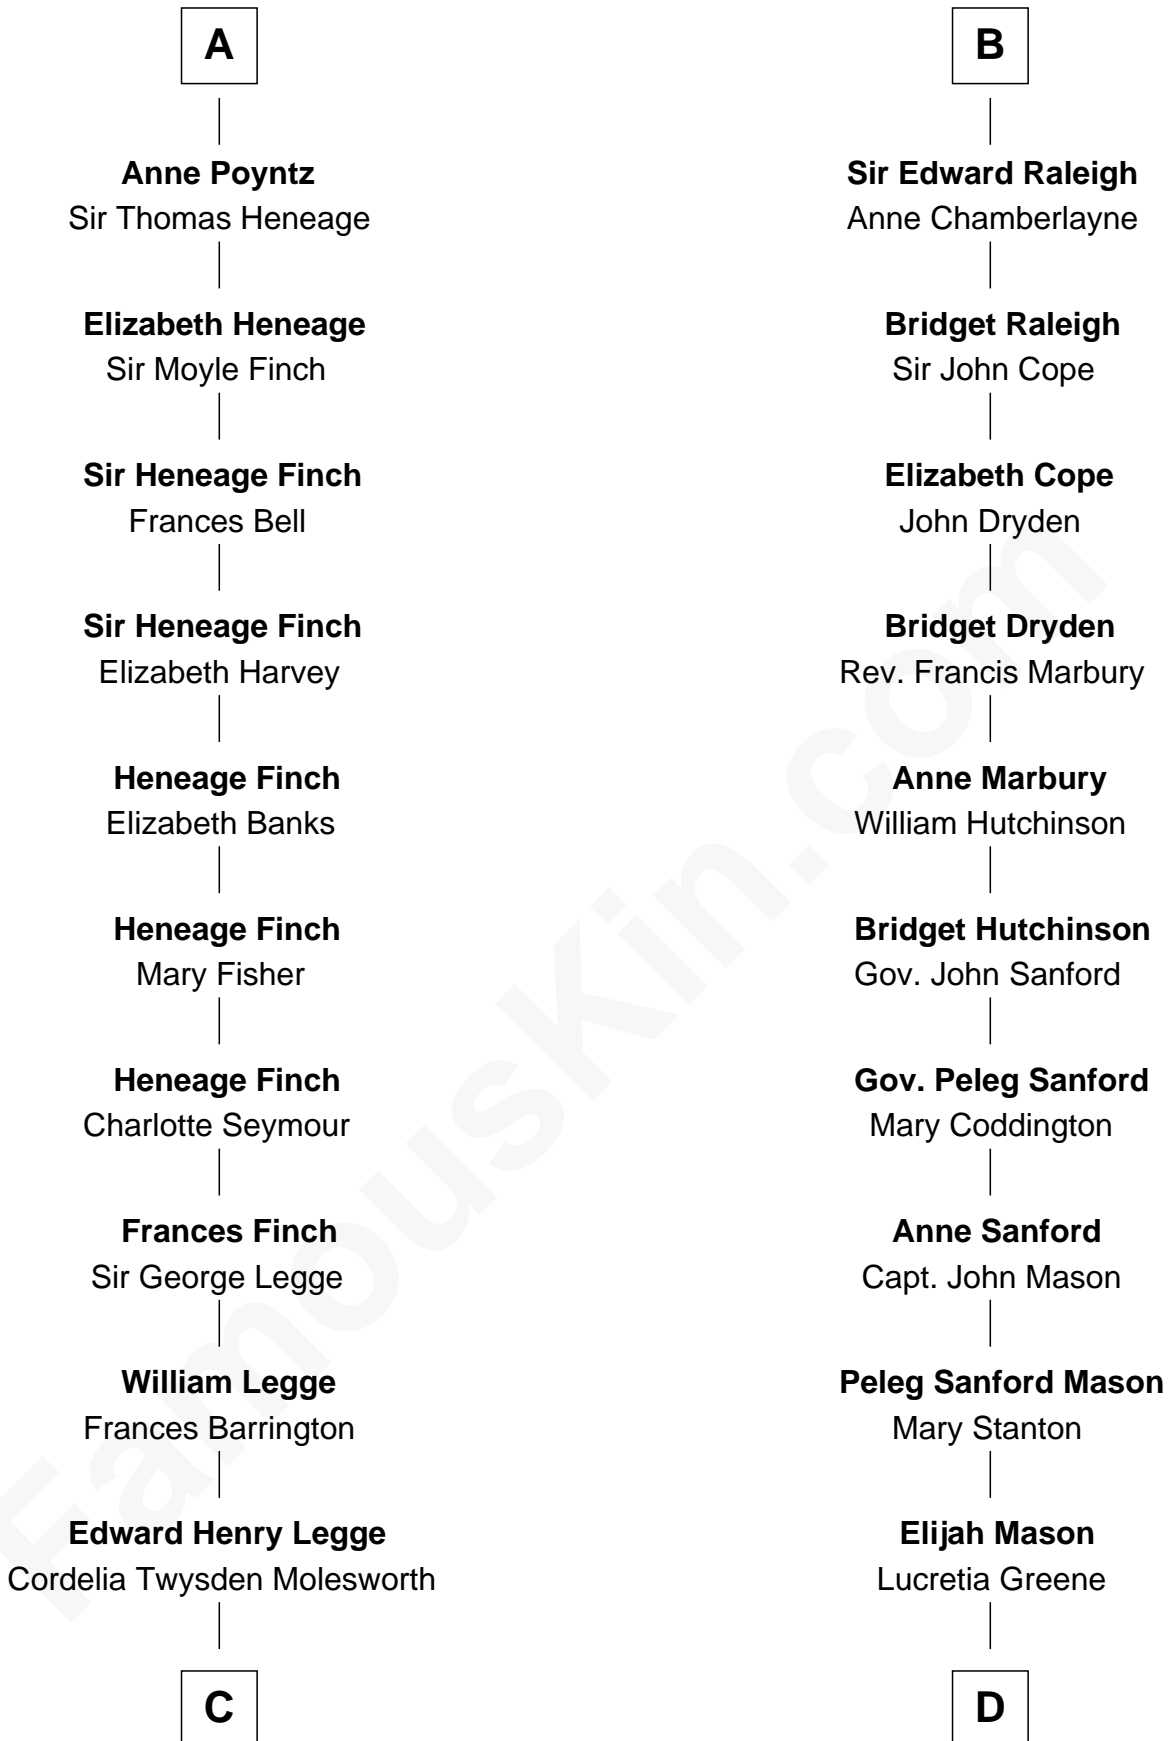 A
Anne Poyntz
Sir Thomas Heneage
Elizabeth Heneage
Sir Moyle Finch
Sir Heneage Finch
Frances Bell
Sir Heneage Finch
Elizabeth Harvey
Heneage Finch
Elizabeth Banks
Heneage Finch
Mary Fisher
Heneage Finch
Charlotte Seymour
Frances Finch
Sir George Legge
William Legge
Frances Barrington
Edward Henry Legge
Cordelia Twysden Molesworth
C
B
Sir Edward Raleigh
Anne Chamberlayne
Bridget Raleigh
Sir John Cope
Elizabeth Cope
John Dryden
Bridget Dryden
Rev. Francis Marbury
Anne Marbury
William Hutchinson
Bridget Hutchinson
Gov. John Sanford
Gov. Peleg Sanford
Mary Coddington
Anne Sanford
Capt. John Mason
Peleg Sanford Mason
Mary Stanton
Elijah Mason
Lucretia Greene
D
FamousKin.com